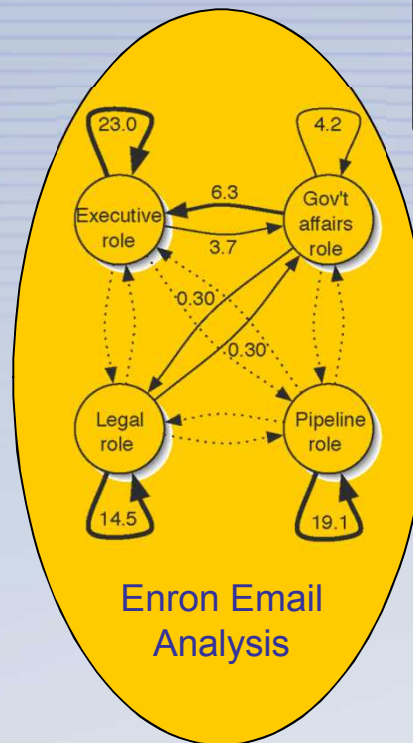 23.0
4.2
6.3
Executive
role
Gov't
affairs
role
3.7
0.30
0.30
Legal
role
Pipeline
role
14.5
19.1
Enron Email
Analysis